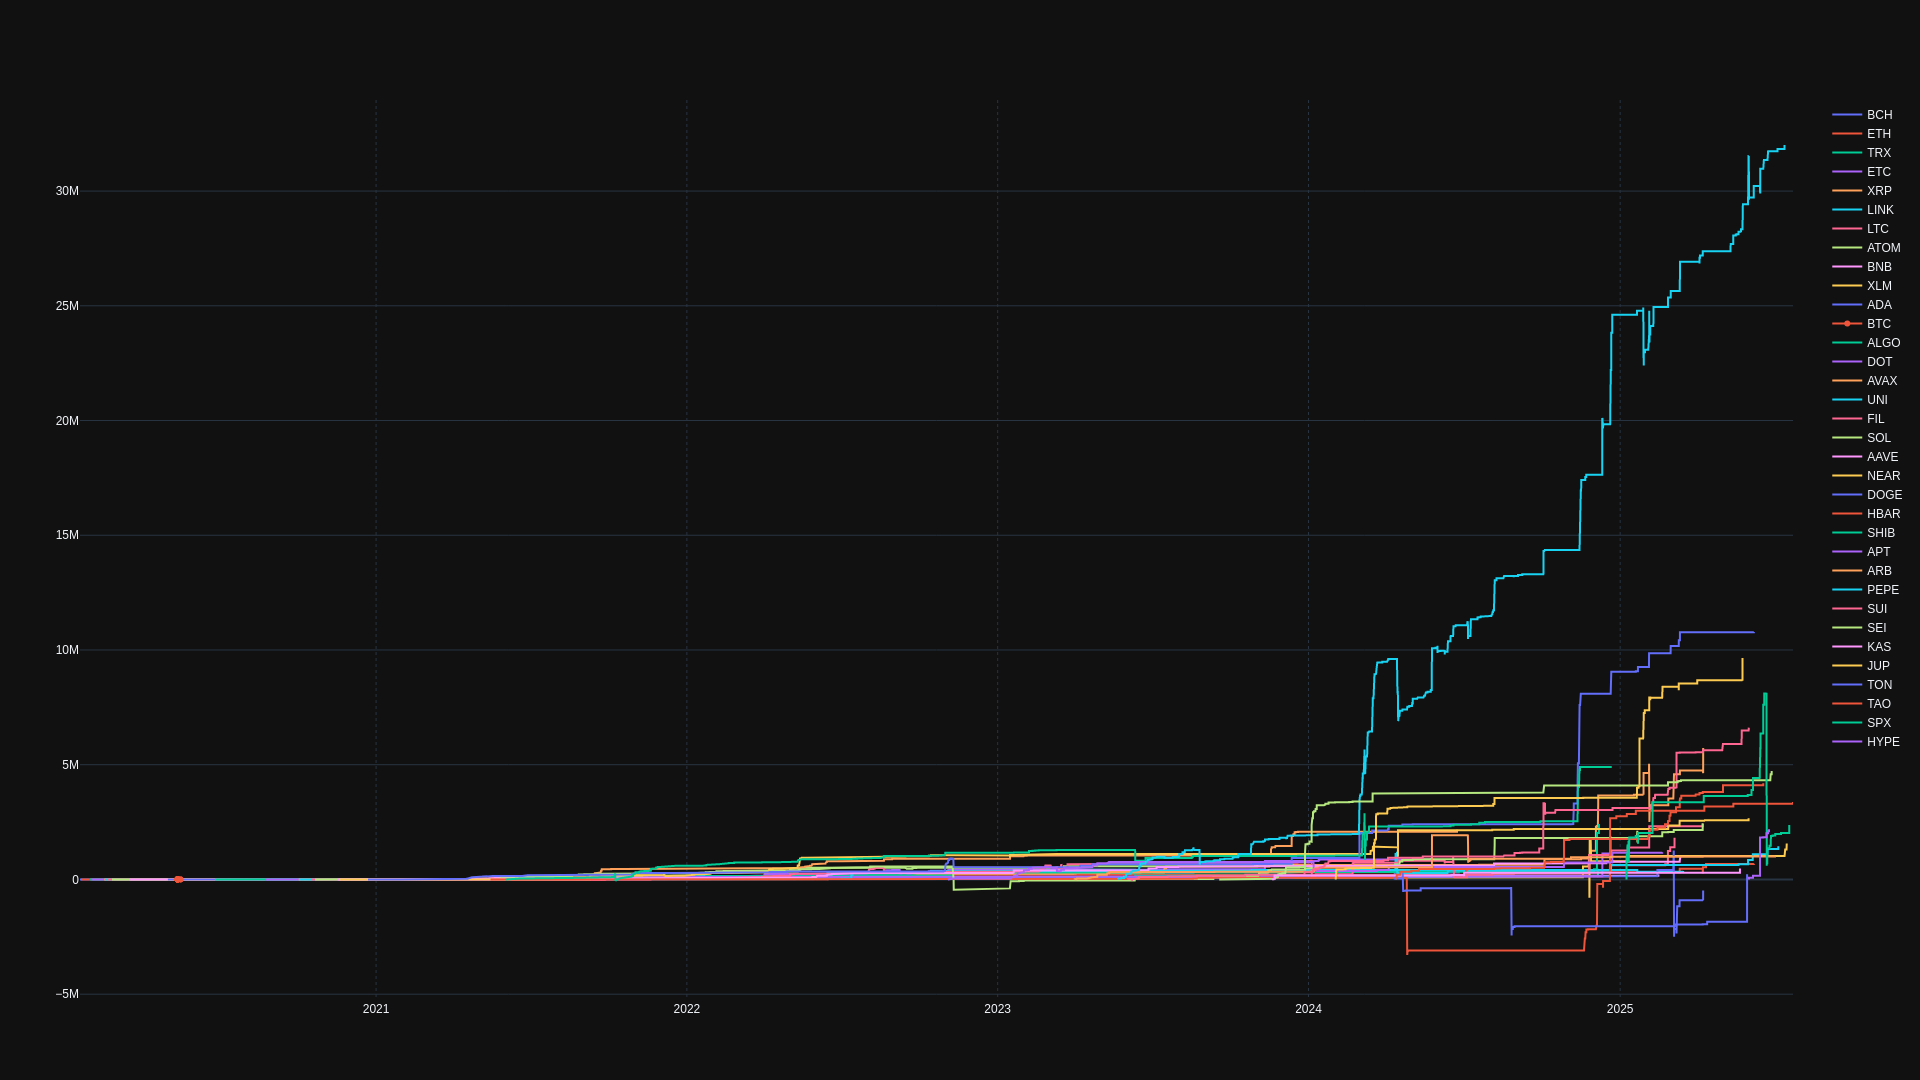 30M
25M
20M
15M
10M
5M
0
−5M
2021
2022
2023
2024
2025
BCH
ETH
TRX
ETC
XRP
LINK
LTC
ATOM
BNB
XLM
ADA
BTC
ALGO
DOT
AVAX
UNI
FIL
SOL
AAVE
NEAR
DOGE
HBAR
SHIB
APT
ARB
PEPE
SUI
SEI
KAS
JUP
TON
TAO
SPX
HYPE